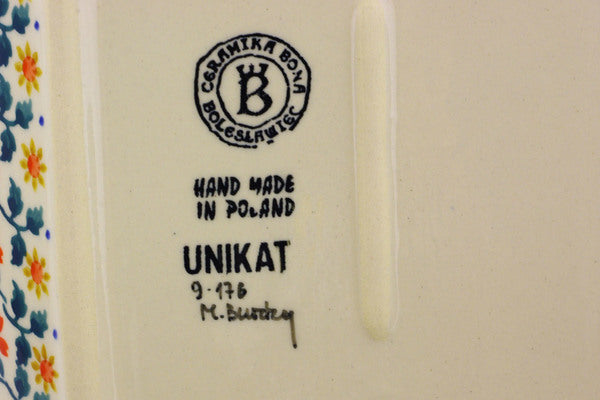 CERAMIKA BONA
B
BOLESŁAWIEC
HAND MADE
IN POLAND
UNIKAT
9-176
M.